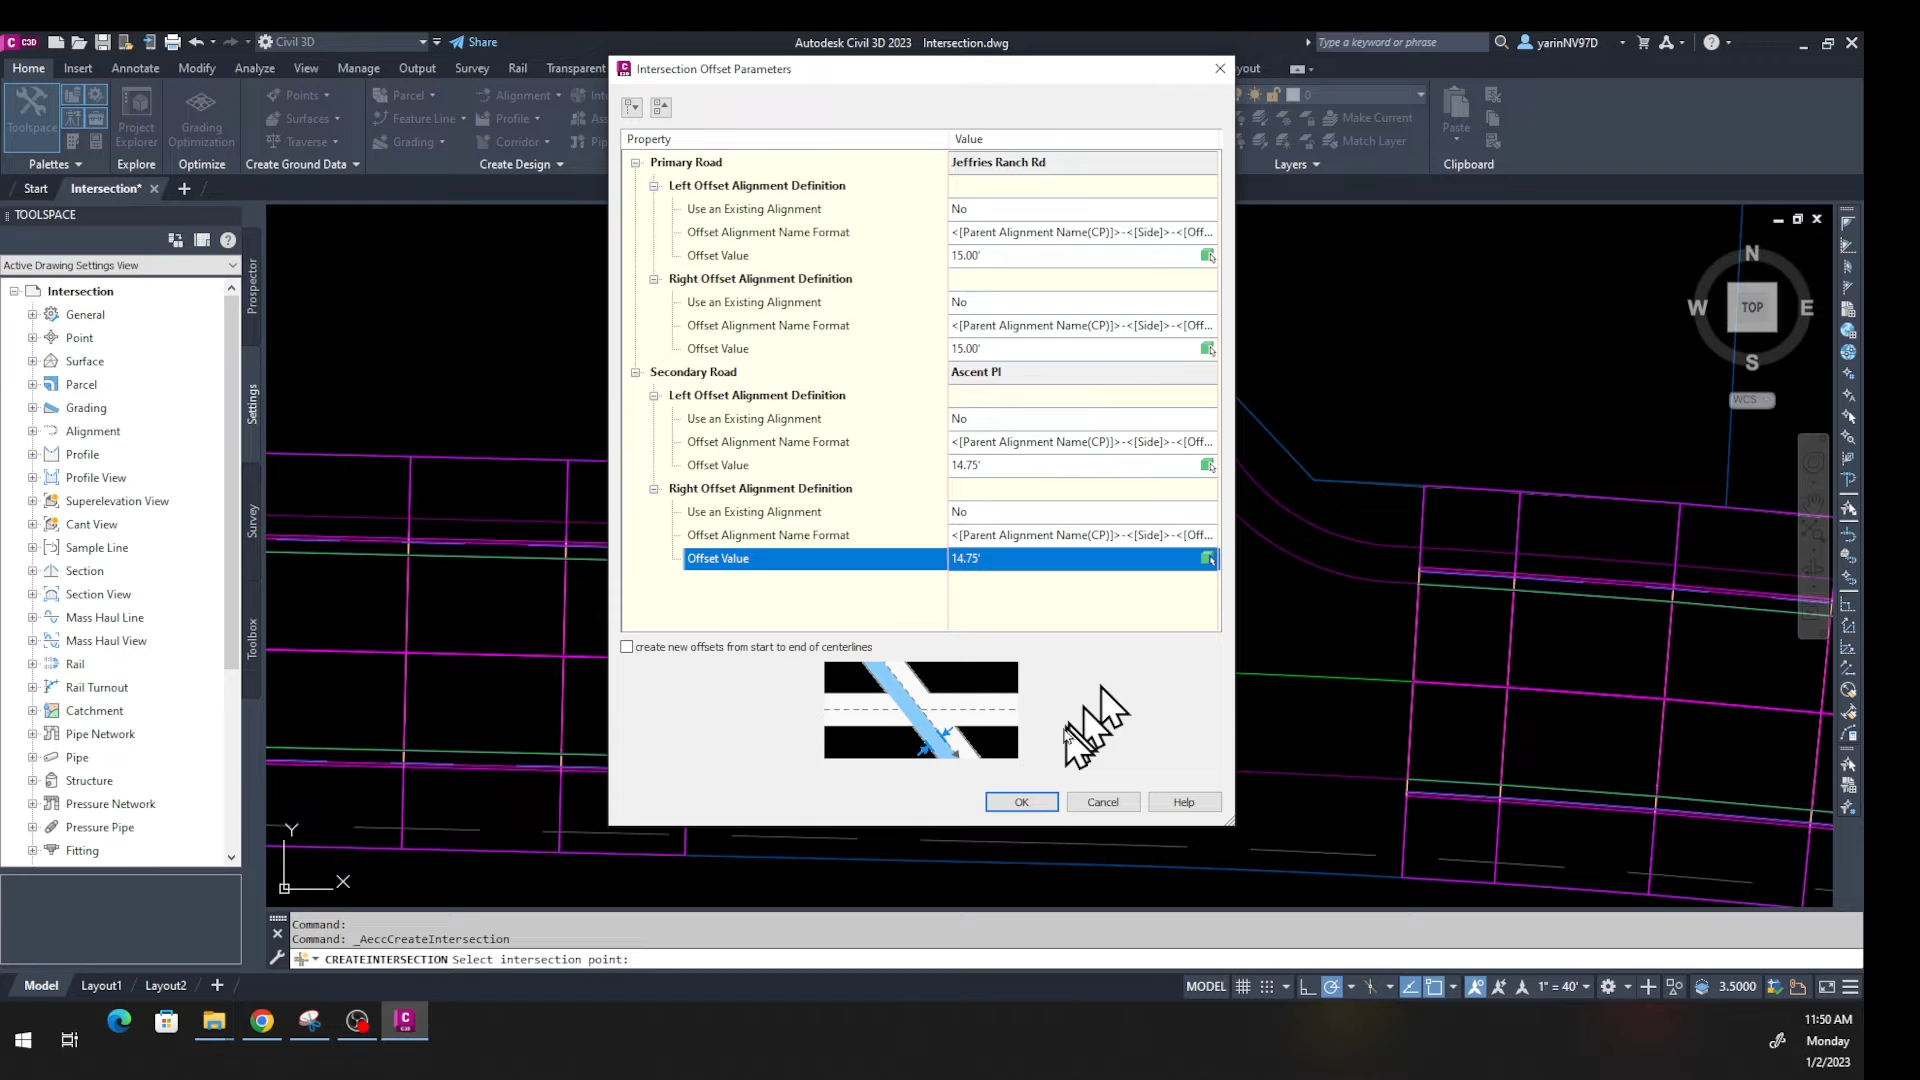 C3D
Civil 3D
Share
Autodesk Civil 3D 2023 Intersection.dwg
Type a keyword or phrase
yarinNV97D
Home Insert Annotate Modify Analyze View Manage Output Survey Rail Transparent
yout
Toolspace
Project Explorer
Grading Optimization
Points
Surfaces
Traverse
Parcel
Feature Line
Grading
Alignment
Profile
Corridor
0
Make Current
Match Layer
Paste
Palettes Explore Optimize Create Ground Data Create Design Layers Clipboard
Start Intersection*
TOOLSPACE
Active Drawing Settings View
Intersection
General
Point
Surface
Parcel
Grading
Alignment
Profile
Profile View
Superelevation View
Cant View
Sample Line
Section
Section View
Mass Haul Line
Mass Haul View
Rail
Rail Turnout
Catchment
Pipe Network
Pipe
Structure
Pressure Network
Pressure Pipe
Fitting
Prospector
Settings
Survey
Toolbox
Intersection Offset Parameters
Property Value
Primary Road Jeffries Ranch Rd
Left Offset Alignment Definition
Use an Existing Alignment No
Offset Alignment Name Format <[Parent Alignment Name(CP)]>-<[Side]>-<[Off...
Offset Value 15.00'
Right Offset Alignment Definition
Use an Existing Alignment No
Offset Alignment Name Format <[Parent Alignment Name(CP)]>-<[Side]>-<[Off...
Offset Value 15.00'
Secondary Road Ascent Pl
Left Offset Alignment Definition
Use an Existing Alignment No
Offset Alignment Name Format <[Parent Alignment Name(CP)]>-<[Side]>-<[Off...
Offset Value 14.75'
Right Offset Alignment Definition
Use an Existing Alignment No
Offset Alignment Name Format <[Parent Alignment Name(CP)]>-<[Side]>-<[Off...
Offset Value 14.75'
create new offsets from start to end of centerlines
OK Cancel Help
N
W TOP E
S
WCS
Y
X
Command:
Command: _AeccCreateIntersection
CREATEINTERSECTION Select intersection point:
Model Layout1 Layout2 +
MODEL 1" = 40' 3.5000
11:50 AM
Monday
1/2/2023